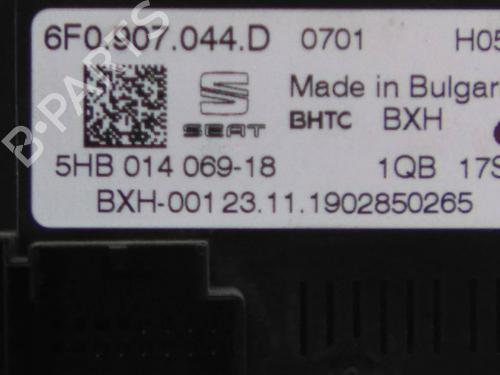 6F0.907.044.D 0701 H05
Made in Bulgar
SEAT BHTC BXH
5HB 014 069-18 1QB 17S
BXH-001 23.11.1902850265